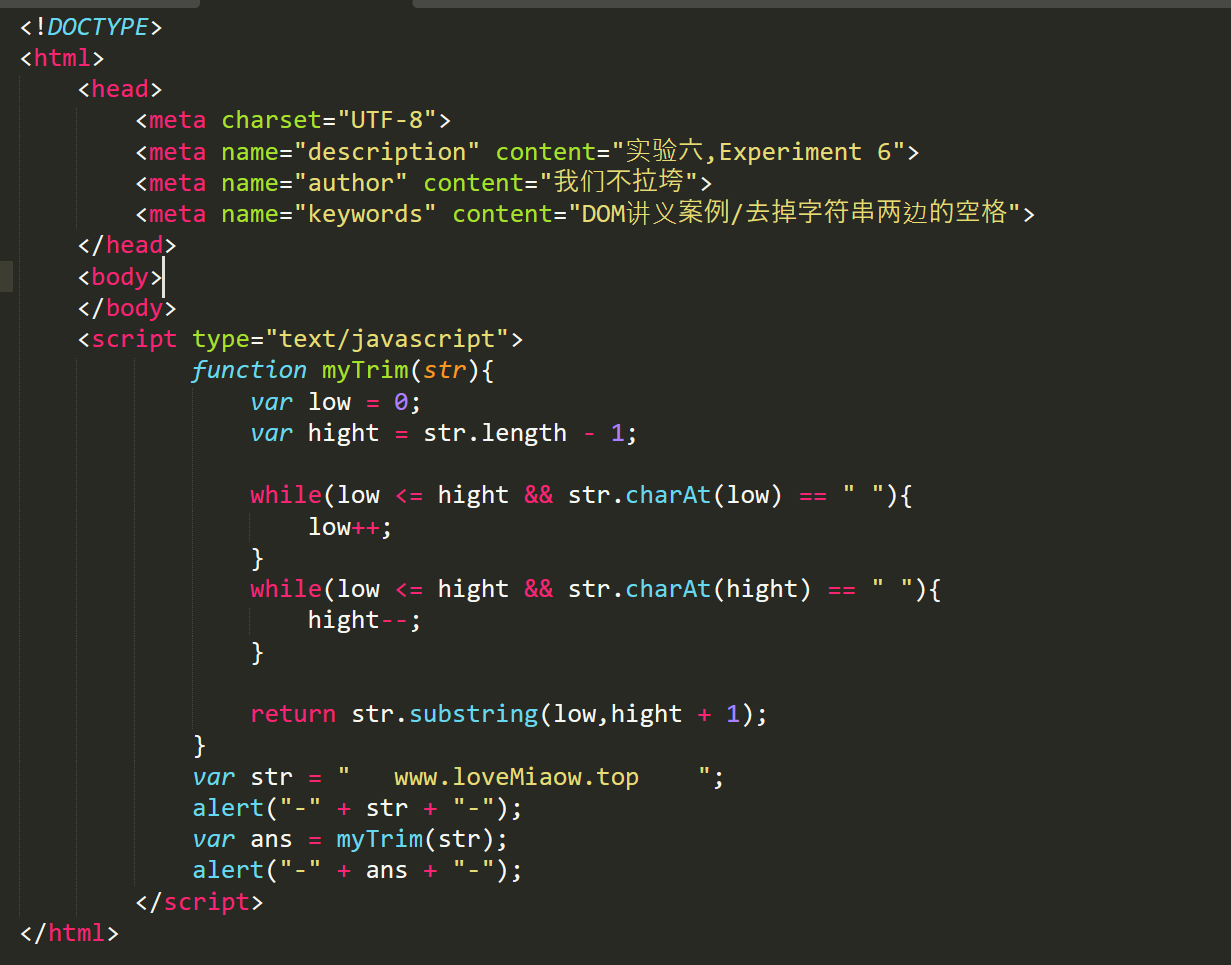 <!DOCTYPE>
<html>
    <head>
        <meta charset="UTF-8">
        <meta name="description" content="实验六,Experiment 6">
        <meta name="author" content="我们不拉垮">
        <meta name="keywords" content="DOM讲义案例/去掉字符串两边的空格">
    </head>
    <body>
    </body>
    <script type="text/javascript">
            function myTrim(str){
                var low = 0;
                var hight = str.length - 1;

                while(low <= hight && str.charAt(low) == " "){
                    low++;
                }
                while(low <= hight && str.charAt(hight) == " "){
                    hight--;
                }

                return str.substring(low,hight + 1);
            }
            var str = "   www.loveMiaow.top    ";
            alert("-" + str + "-");
            var ans = myTrim(str);
            alert("-" + ans + "-");
        </script>
</html>